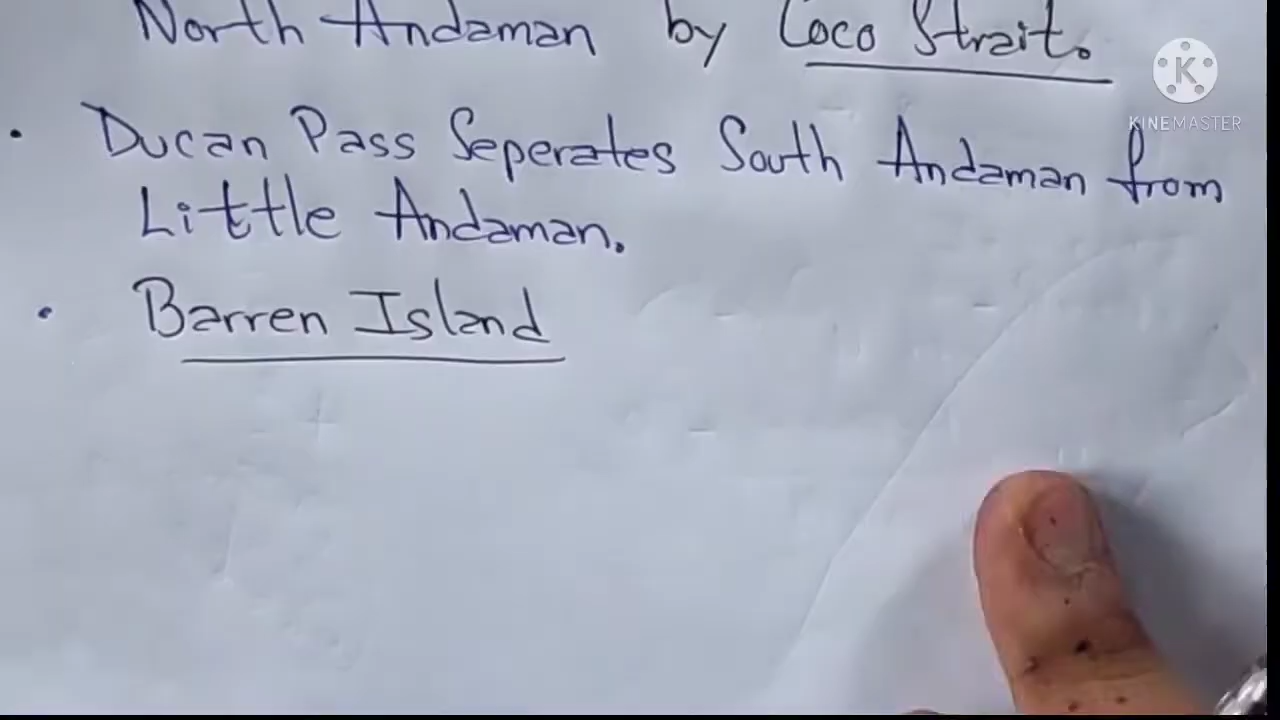 North Andaman by Coco Strait.
K
KINEMASTER
• Ducan Pass Seperates South Andaman from
Little Andaman.
• Barren Island